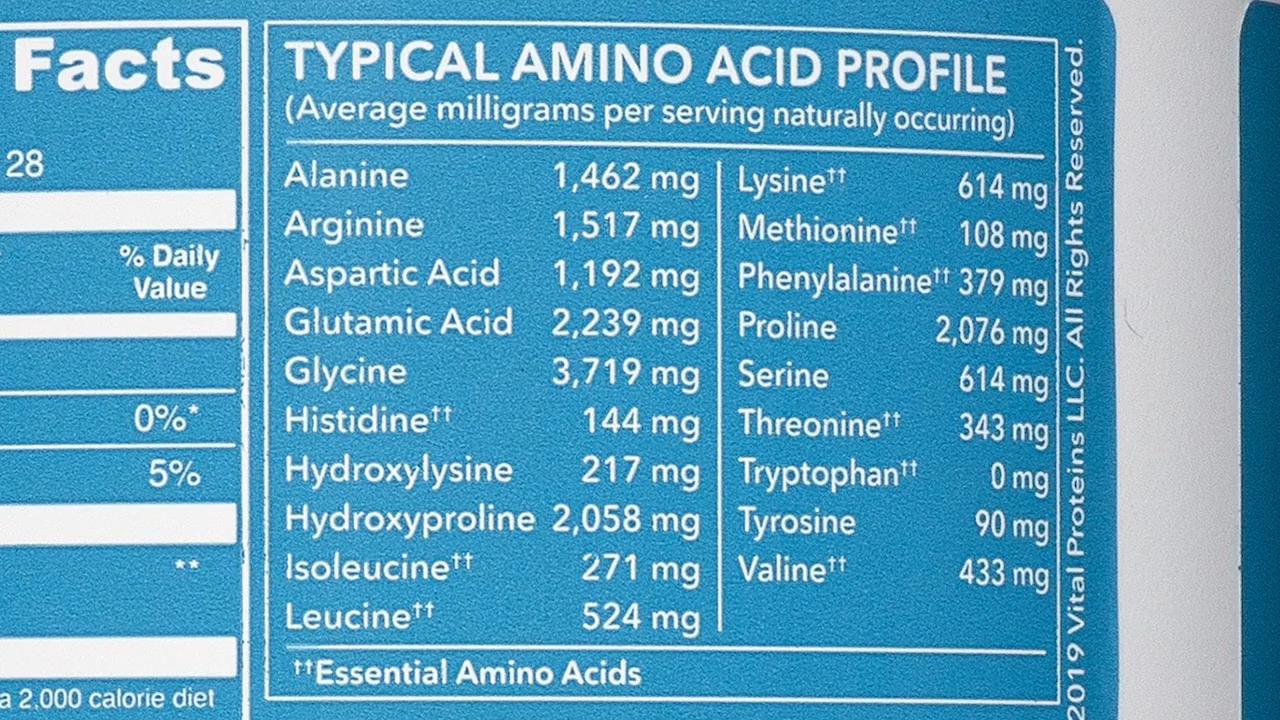 Facts
28
% Daily
Value
0%*
5%
**
a 2,000 calorie diet
TYPICAL AMINO ACID PROFILE
(Average milligrams per serving naturally occurring)
Alanine 1,462 mg
Arginine 1,517 mg
Aspartic Acid 1,192 mg
Glutamic Acid 2,239 mg
Glycine 3,719 mg
Histidine†† 144 mg
Hydroxylysine 217 mg
Hydroxyproline 2,058 mg
Isoleucine†† 271 mg
Leucine†† 524 mg
Lysine†† 614 mg
Methionine†† 108 mg
Phenylalanine†† 379 mg
Proline 2,076 mg
Serine 614 mg
Threonine†† 343 mg
Tryptophan†† 0 mg
Tyrosine 90 mg
Valine†† 433 mg
††Essential Amino Acids
2019 Vital Proteins LLC. All Rights Reserved.